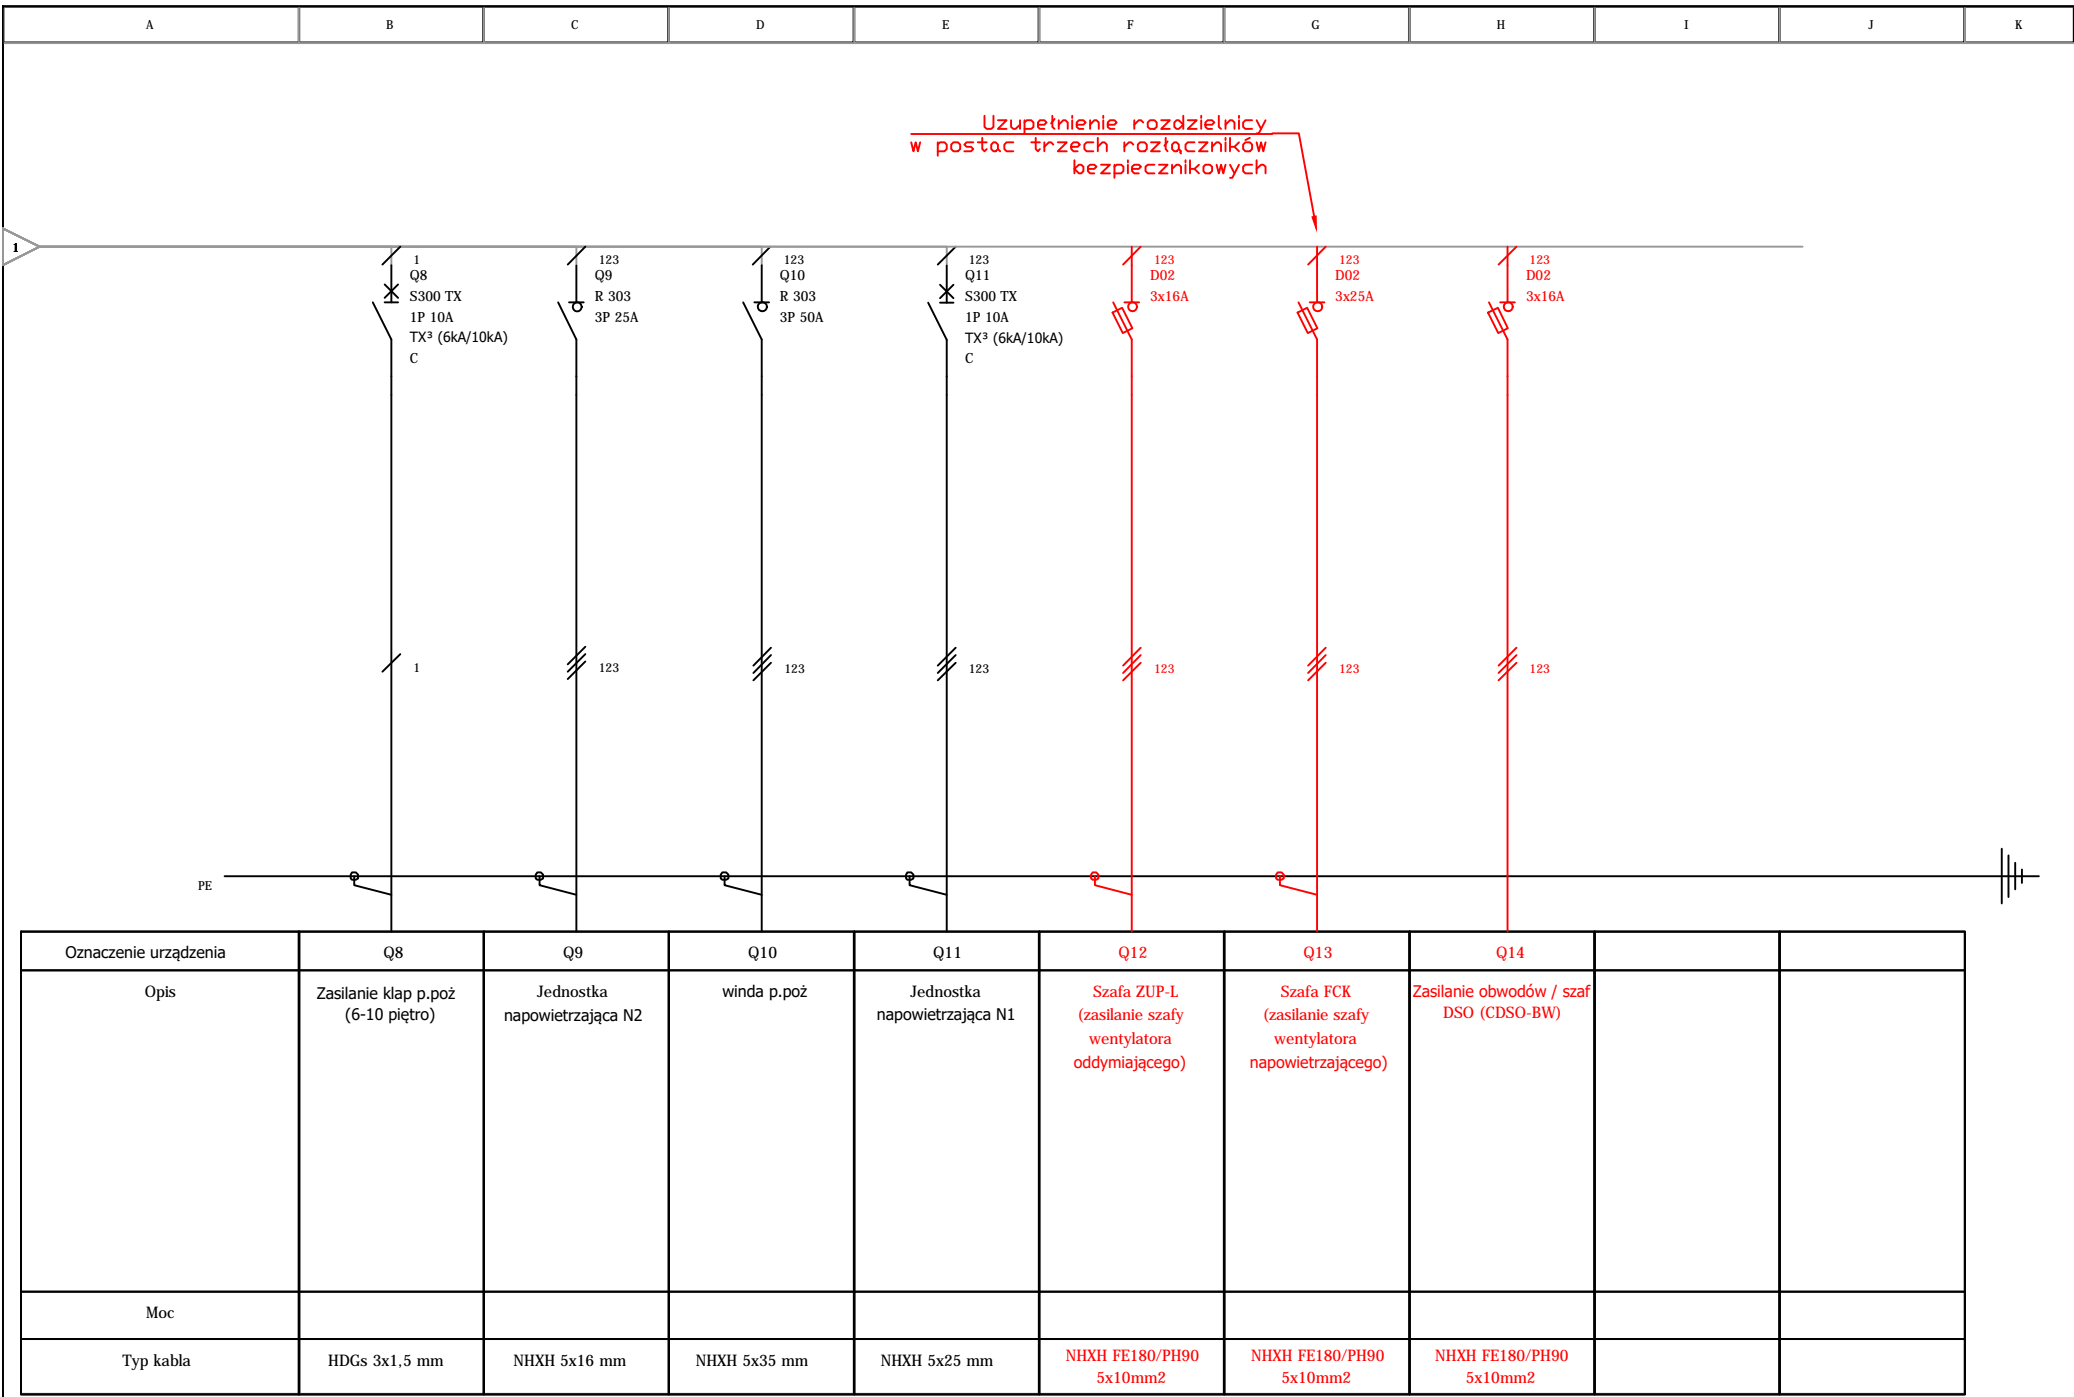 A B C D E F G H I J K
Uzupełnienie rozdzielnicy
w postac trzech rozłączników
bezpiecznikowych
1
1
Q8
S300 TX
1P 10A
TX³ (6kA/10kA)
C
123
Q9
R 303
3P 25A
123
Q10
R 303
3P 50A
123
Q11
S300 TX
1P 10A
TX³ (6kA/10kA)
C
123
D02
3x16A
123
D02
3x25A
123
D02
3x16A
1 123 123 123 123 123 123
PE
Oznaczenie urządzenia Q8 Q9 Q10 Q11 Q12 Q13 Q14
Opis
Zasilanie klap p.poż
(6-10 piętro)
Jednostka
napowietrzająca N2
winda p.poż
Jednostka
napowietrzająca N1
Szafa ZUP-L
(zasilanie szafy
wentylatora
oddymiającego)
Szafa FCK
(zasilanie szafy
wentylatora
napowietrzającego)
Zasilanie obwodów / szaf
DSO (CDSO-BW)
Moc
Typ kabla
HDGs 3x1,5 mm
NHXH 5x16 mm
NHXH 5x35 mm
NHXH 5x25 mm
NHXH FE180/PH90
5x10mm2
NHXH FE180/PH90
5x10mm2
NHXH FE180/PH90
5x10mm2